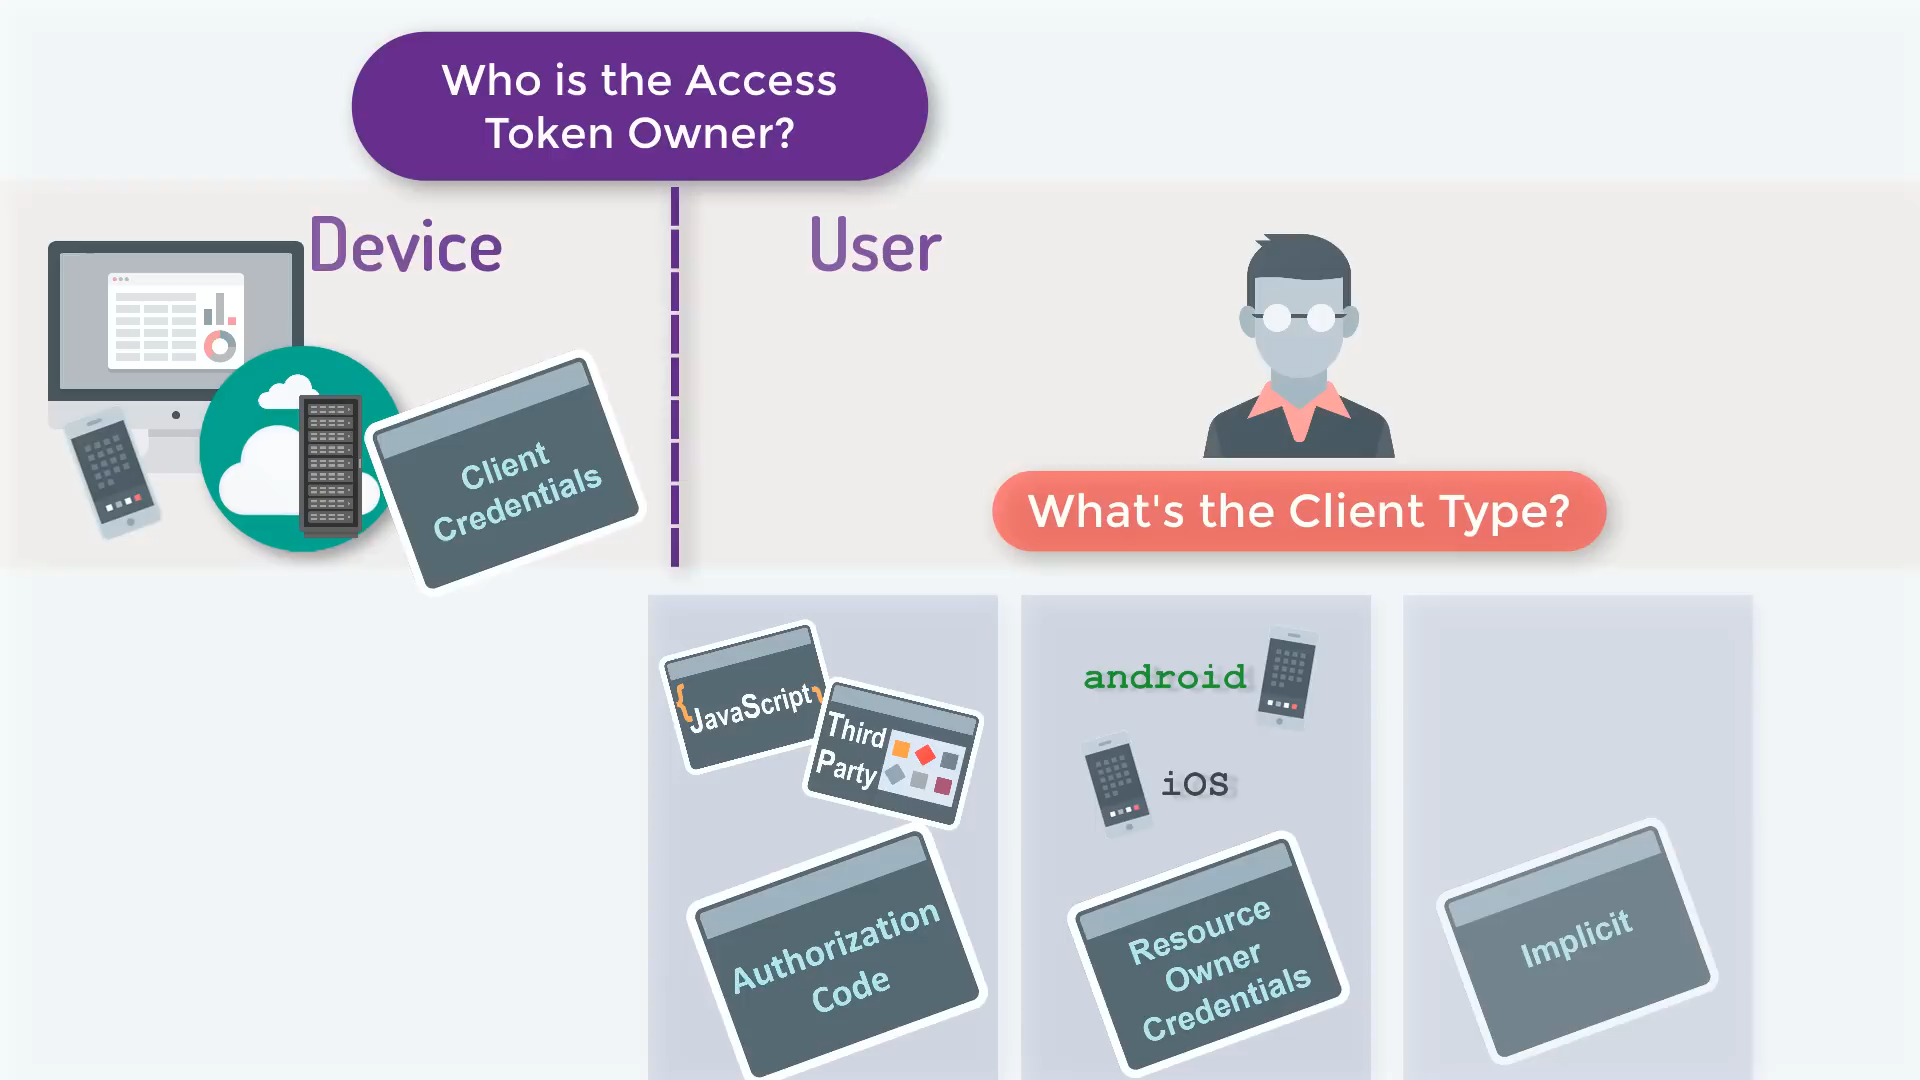 Who is the Access
Token Owner?
Device
User
Client
Credentials
What's the Client Type?
{JavaScript}
Third
Party
android
iOS
Authorization
Code
Resource
Owner
Credentials
Implicit